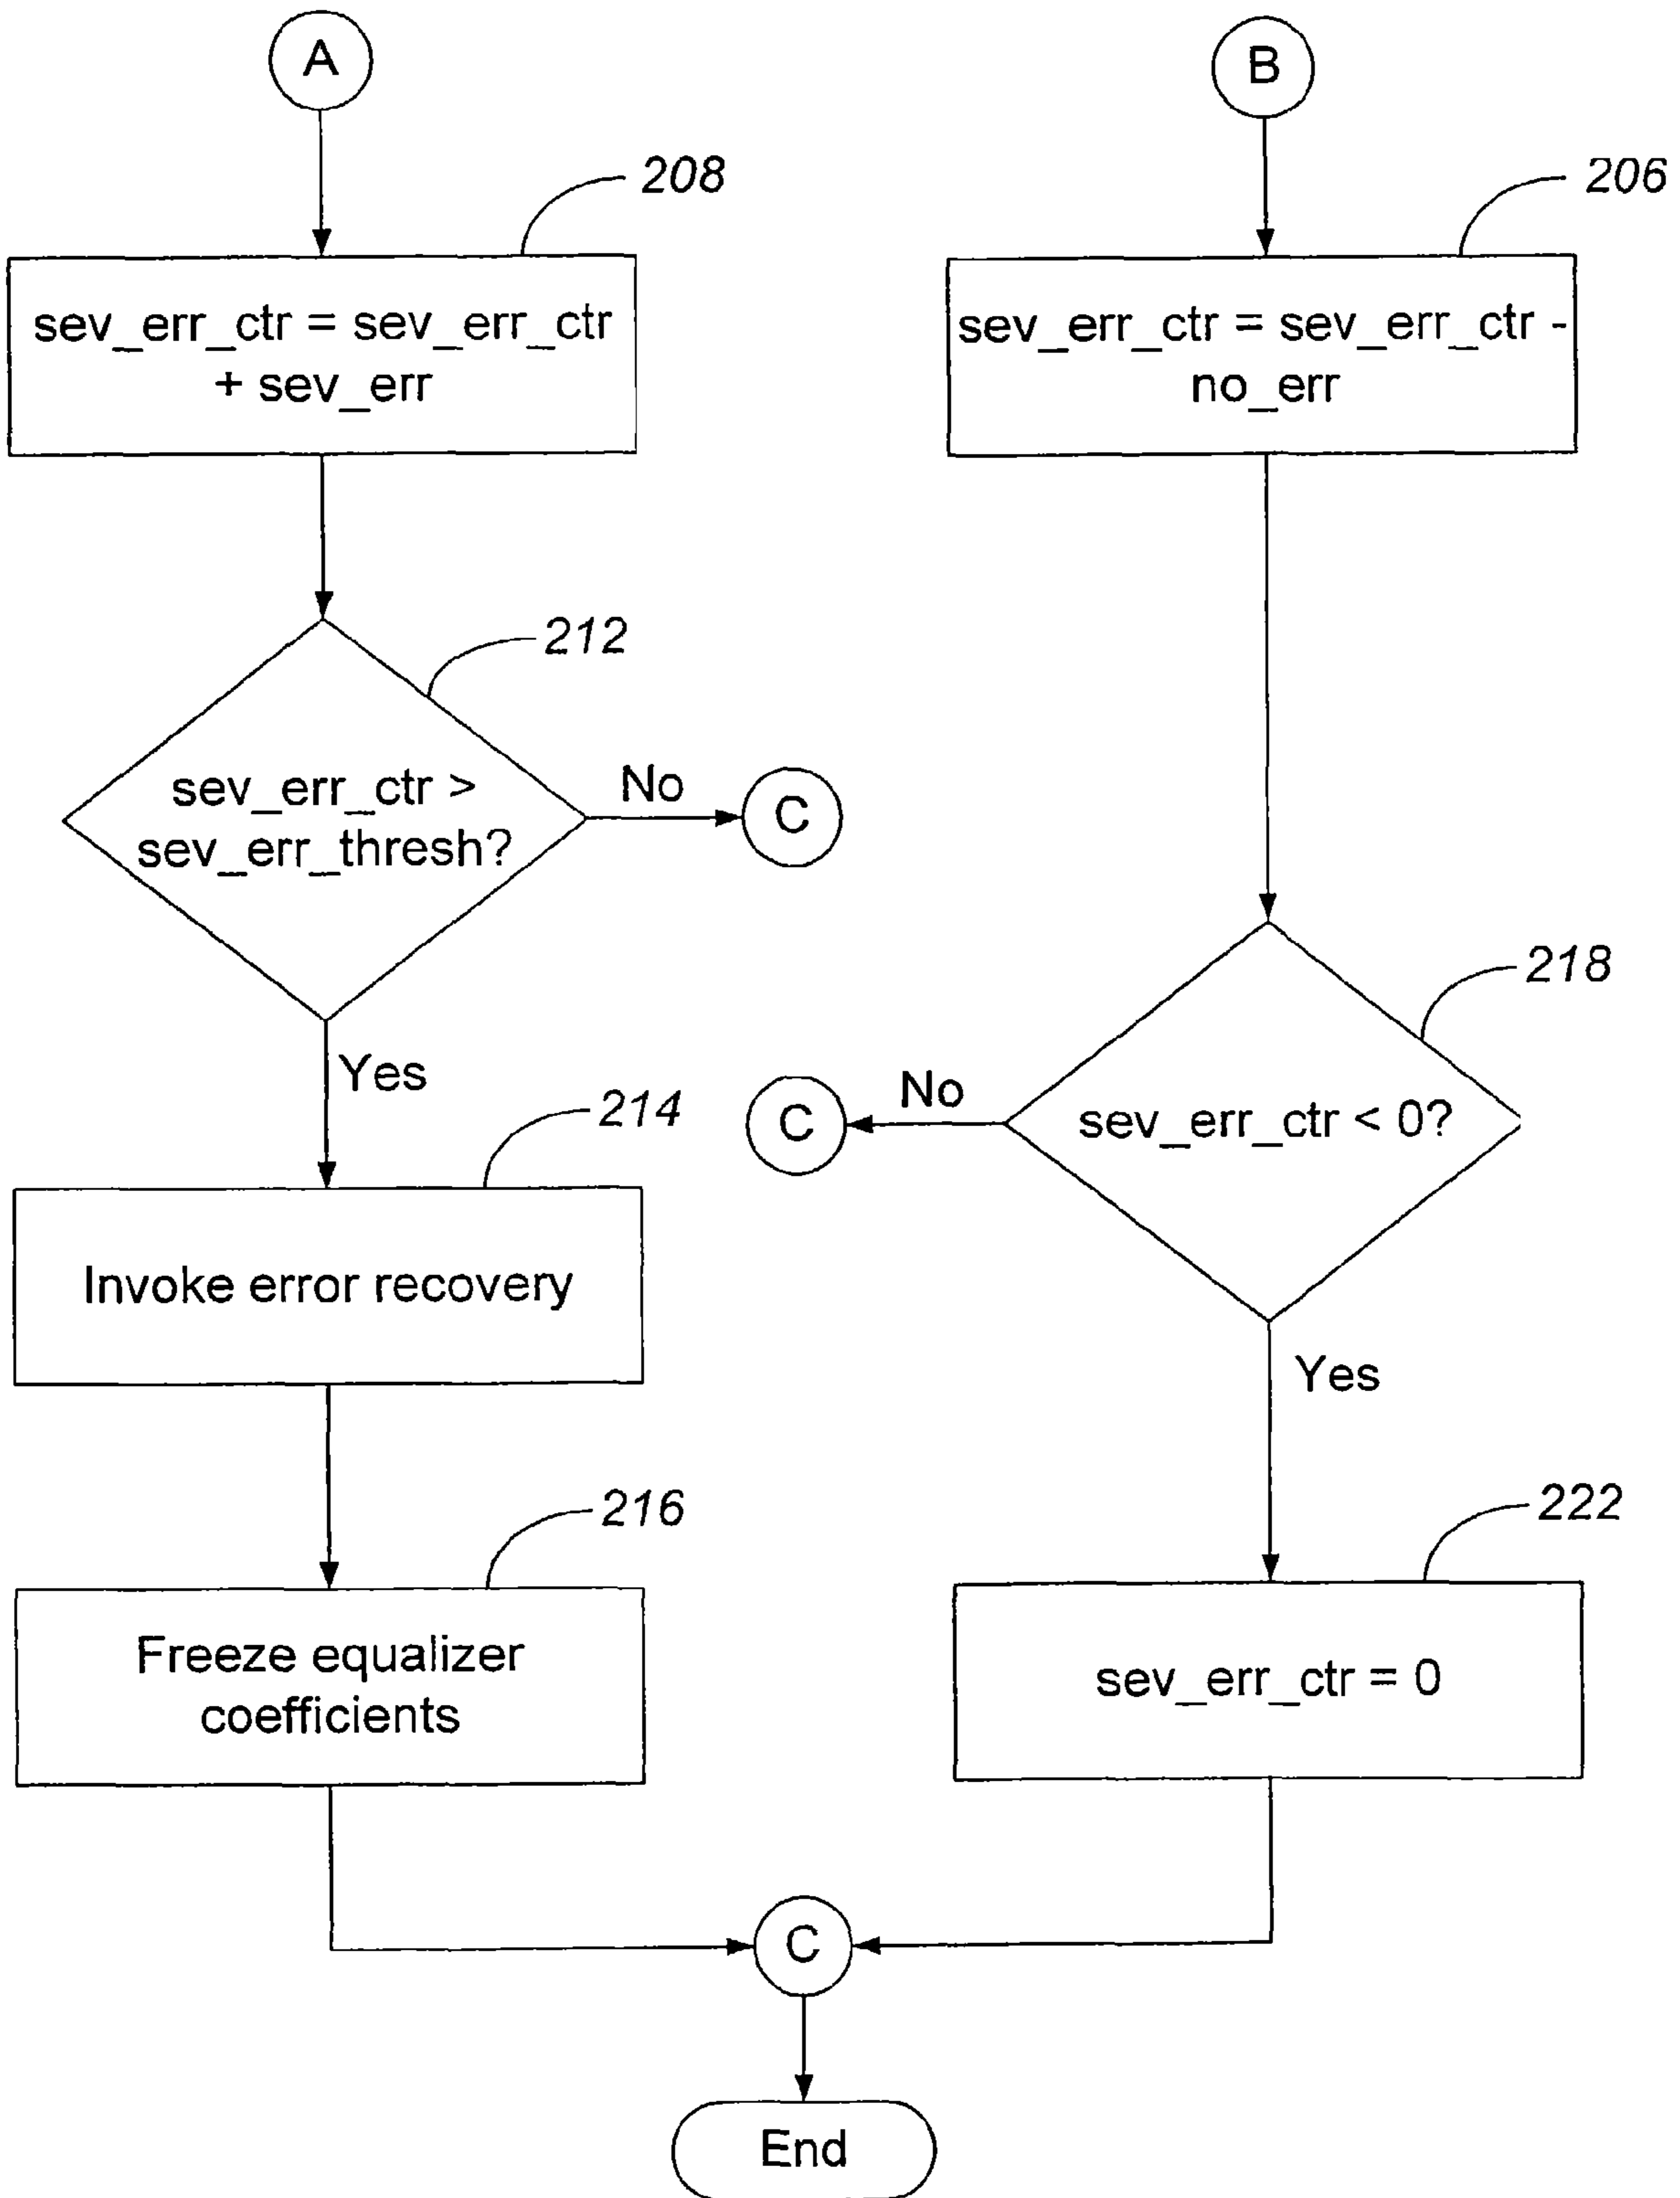 A
208
sev_err_ctr = sev_err_ctr
+ sev_err
212
sev_err_ctr >
sev_err_thresh?
No
C
Yes
214
Invoke error recovery
216
Freeze equalizer
coefficients
B
206
sev_err_ctr = sev_err_ctr -
no_err
218
sev_err_ctr < 0?
No
C
Yes
222
sev_err_ctr = 0
C
End